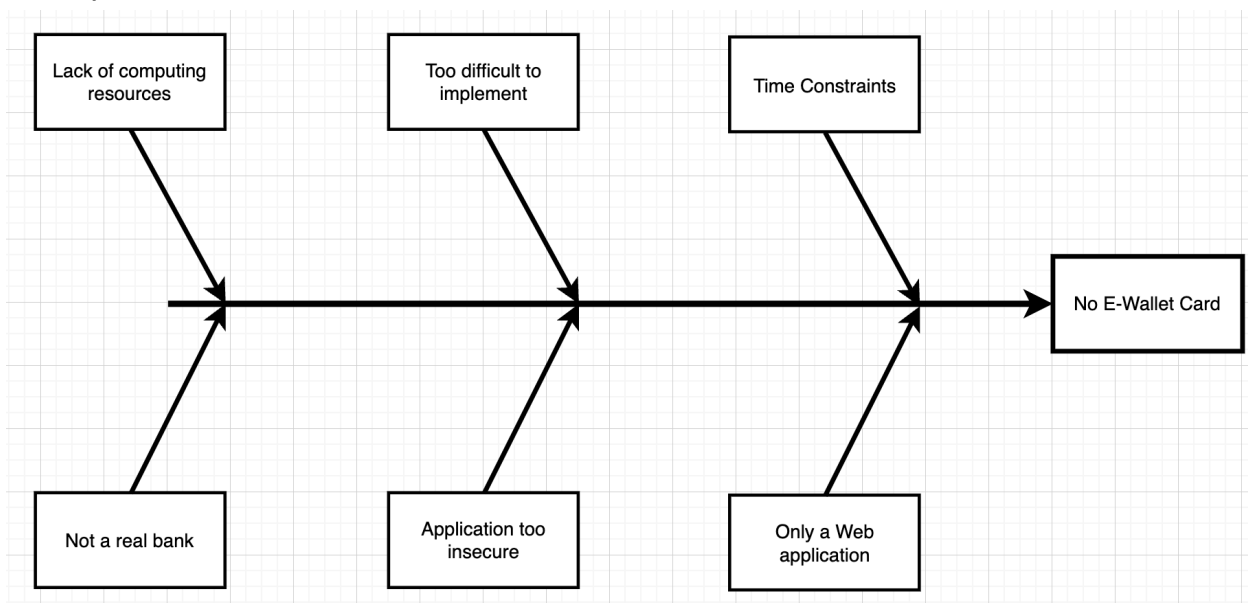 Lack of computing
resources
Too difficult to
implement
Time Constraints
No E-Wallet Card
Not a real bank
Application too
insecure
Only a Web
application